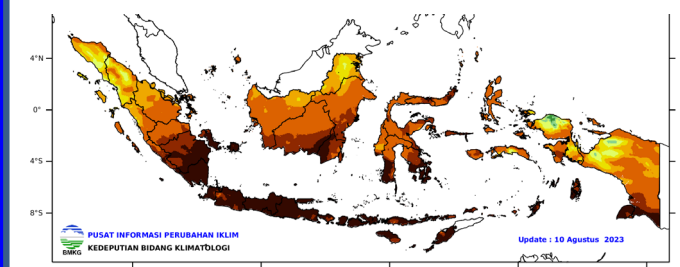 4°N
0°
4°S
8°S
PUSAT INFORMASI PERUBAHAN IKLIM
KEDEPUTIAN BIDANG KLIMATOLOGI
BMKG
Update : 10 Agustus 2023